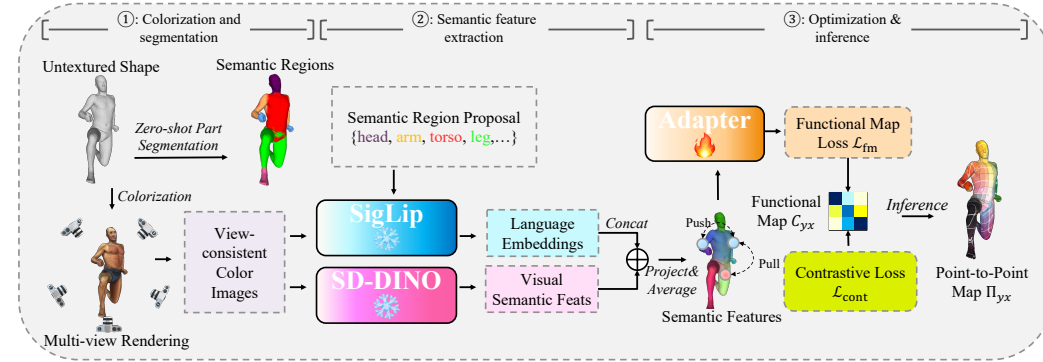 ①: Colorization and
segmentation
②: Semantic feature
extraction
③: Optimization &
inference
Untextured Shape
Semantic Regions
Zero-shot Part
Segmentation
Colorization
Multi-view Rendering
View-
consistent
Color
Images
Semantic Region Proposal
{head, arm, torso, leg,…}
SigLip
SD-DINO
Language
Embeddings
Visual
Semantic Feats
Concat
Project&
Average
Adapter
Push
Pull
Semantic Features
Functional Map
Loss ℒfm
Functional
Map Cyx
Contrastive Loss
ℒcont
Inference
Point-to-Point
Map Πyx